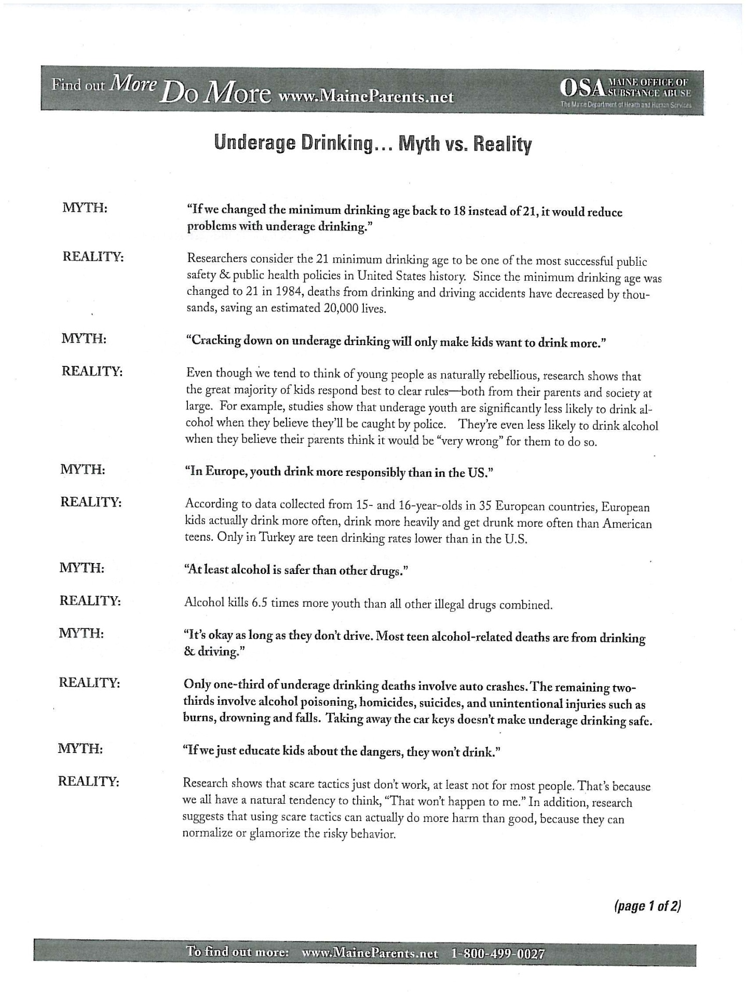 Find out More Do More www.MaineParents.net
OSA MAINE OFFICE OF
SUBSTANCE ABUSE
The Maine Department of Health and Human Services
Underage Drinking... Myth vs. Reality
MYTH: “If we changed the minimum drinking age back to 18 instead of 21, it would reduce
problems with underage drinking.”
REALITY: Researchers consider the 21 minimum drinking age to be one of the most successful public
safety & public health policies in United States history. Since the minimum drinking age was
changed to 21 in 1984, deaths from drinking and driving accidents have decreased by thou-
sands, saving an estimated 20,000 lives.
MYTH: “Cracking down on underage drinking will only make kids want to drink more.”
REALITY: Even though we tend to think of young people as naturally rebellious, research shows that
the great majority of kids respond best to clear rules—both from their parents and society at
large. For example, studies show that underage youth are significantly less likely to drink al-
cohol when they believe they’ll be caught by police. They’re even less likely to drink alcohol
when they believe their parents think it would be “very wrong” for them to do so.
MYTH: “In Europe, youth drink more responsibly than in the US.”
REALITY: According to data collected from 15- and 16-year-olds in 35 European countries, European
kids actually drink more often, drink more heavily and get drunk more often than American
teens. Only in Turkey are teen drinking rates lower than in the U.S.
MYTH: “At least alcohol is safer than other drugs.”
REALITY: Alcohol kills 6.5 times more youth than all other illegal drugs combined.
MYTH: “It’s okay as long as they don’t drive. Most teen alcohol-related deaths are from drinking
& driving.”
REALITY: Only one-third of underage drinking deaths involve auto crashes. The remaining two-
thirds involve alcohol poisoning, homicides, suicides, and unintentional injuries such as
burns, drowning and falls. Taking away the car keys doesn’t make underage drinking safe.
MYTH: “If we just educate kids about the dangers, they won’t drink.”
REALITY: Research shows that scare tactics just don’t work, at least not for most people. That’s because
we all have a natural tendency to think, “That won’t happen to me.” In addition, research
suggests that using scare tactics can actually do more harm than good, because they can
normalize or glamorize the risky behavior.
(page 1 of 2)
To find out more: www.MaineParents.net 1-800-499-0027